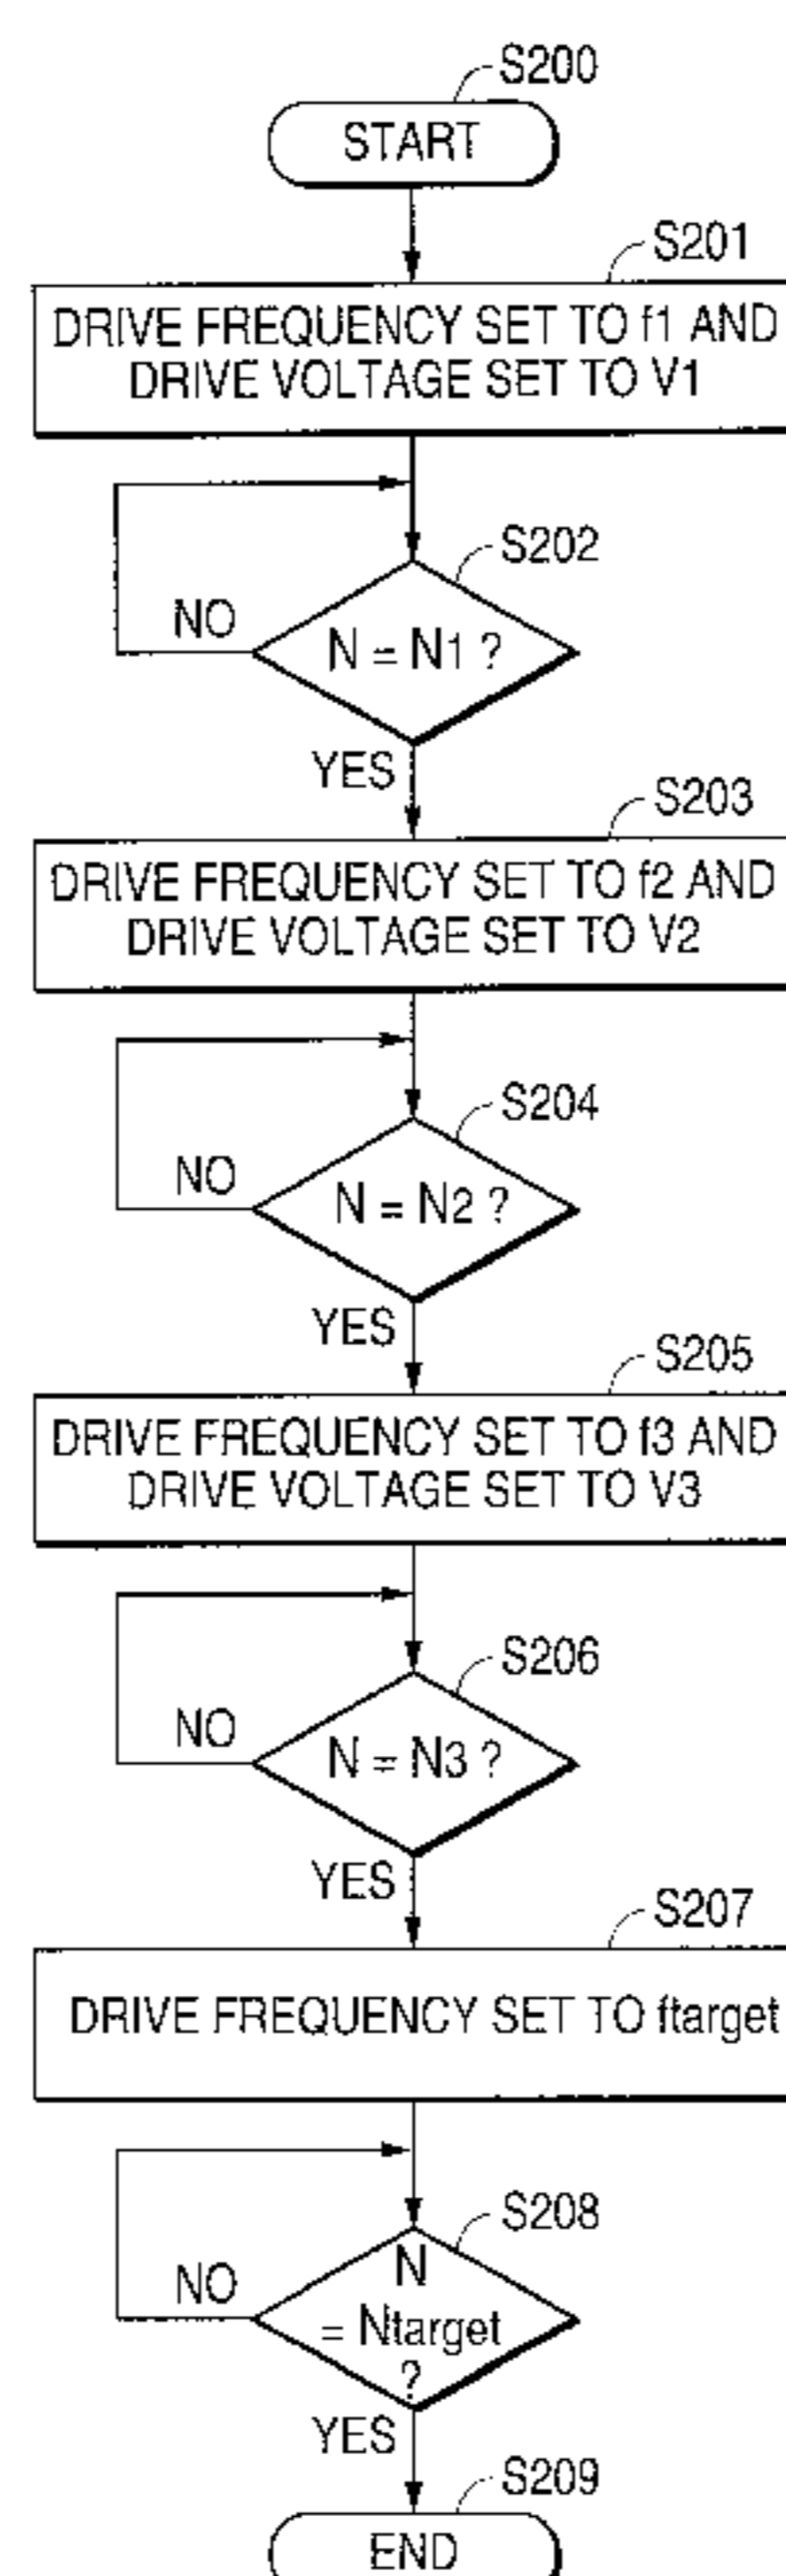 S200
START
S201
DRIVE FREQUENCY SET TO f1 AND
DRIVE VOLTAGE SET TO V1
S202
NO
N = N1 ?
YES
S203
DRIVE FREQUENCY SET TO f2 AND
DRIVE VOLTAGE SET TO V2
S204
NO
N = N2 ?
YES
S205
DRIVE FREQUENCY SET TO f3 AND
DRIVE VOLTAGE SET TO V3
S206
NO
N = N3 ?
YES
S207
DRIVE FREQUENCY SET TO ftarget
S208
NO
N
= Ntarget
?
YES
S209
END